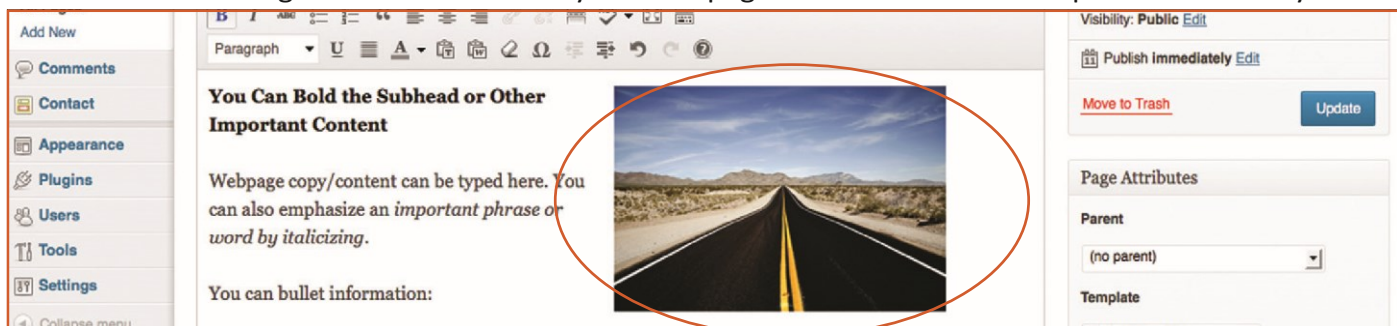 Add New
Comments
Contact
Appearance
Plugins
Users
Tools
Settings
Collapse menu
B I ABC
Paragraph U A Ω
You Can Bold the Subhead or Other
Important Content
Webpage copy/content can be typed here. You
can also emphasize an important phrase or
word by italicizing.
You can bullet information:
Visibility: Public Edit
Publish immediately Edit
Move to Trash
Update
Page Attributes
Parent
(no parent)
Template